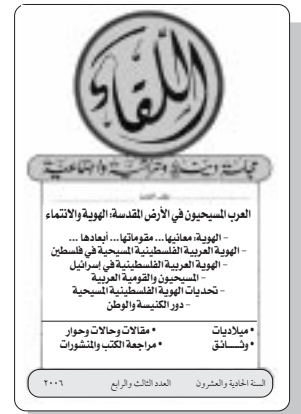 اللقاء
مجلة دينية وتراثية واجتماعية
العرب المسيحيون في الأرض المقدسة: الهوية والانتماء
- الهوية: معانيها... مقوماتها... أبعادها ...
- الهوية العربية الفلسطينية المسيحية في فلسطين
- الهوية العربية الفلسطينية في إسرائيل
- المسيحيون والقومية العربية
- تحديات الهوية الفلسطينية المسيحية
- دور الكنيسة والوطن
• ميلاديات
• مقالات وحالات وحوار
• وثــــائق
• مراجعة الكتب والمنشورات
السنة الحادية والعشرون العدد الثالث والرابع ٢٠٠٦